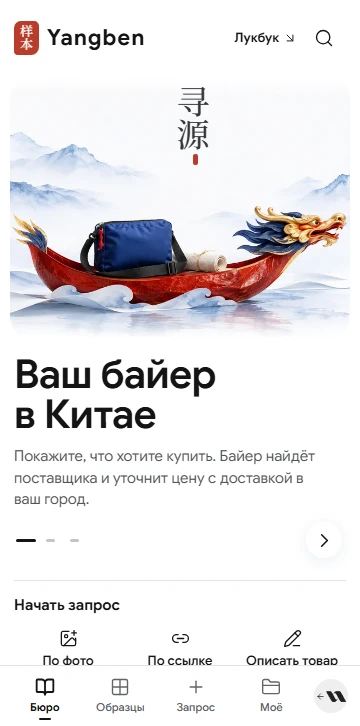 样本
Yangben
Лукбук
寻源
Ваш байер
в Китае
Покажите, что хотите купить. Байер найдёт
поставщика и уточнит цену с доставкой в
ваш город.
Начать запрос
По фото
По ссылке
Описать товар
Бюро
Образцы
Запрос
Моё